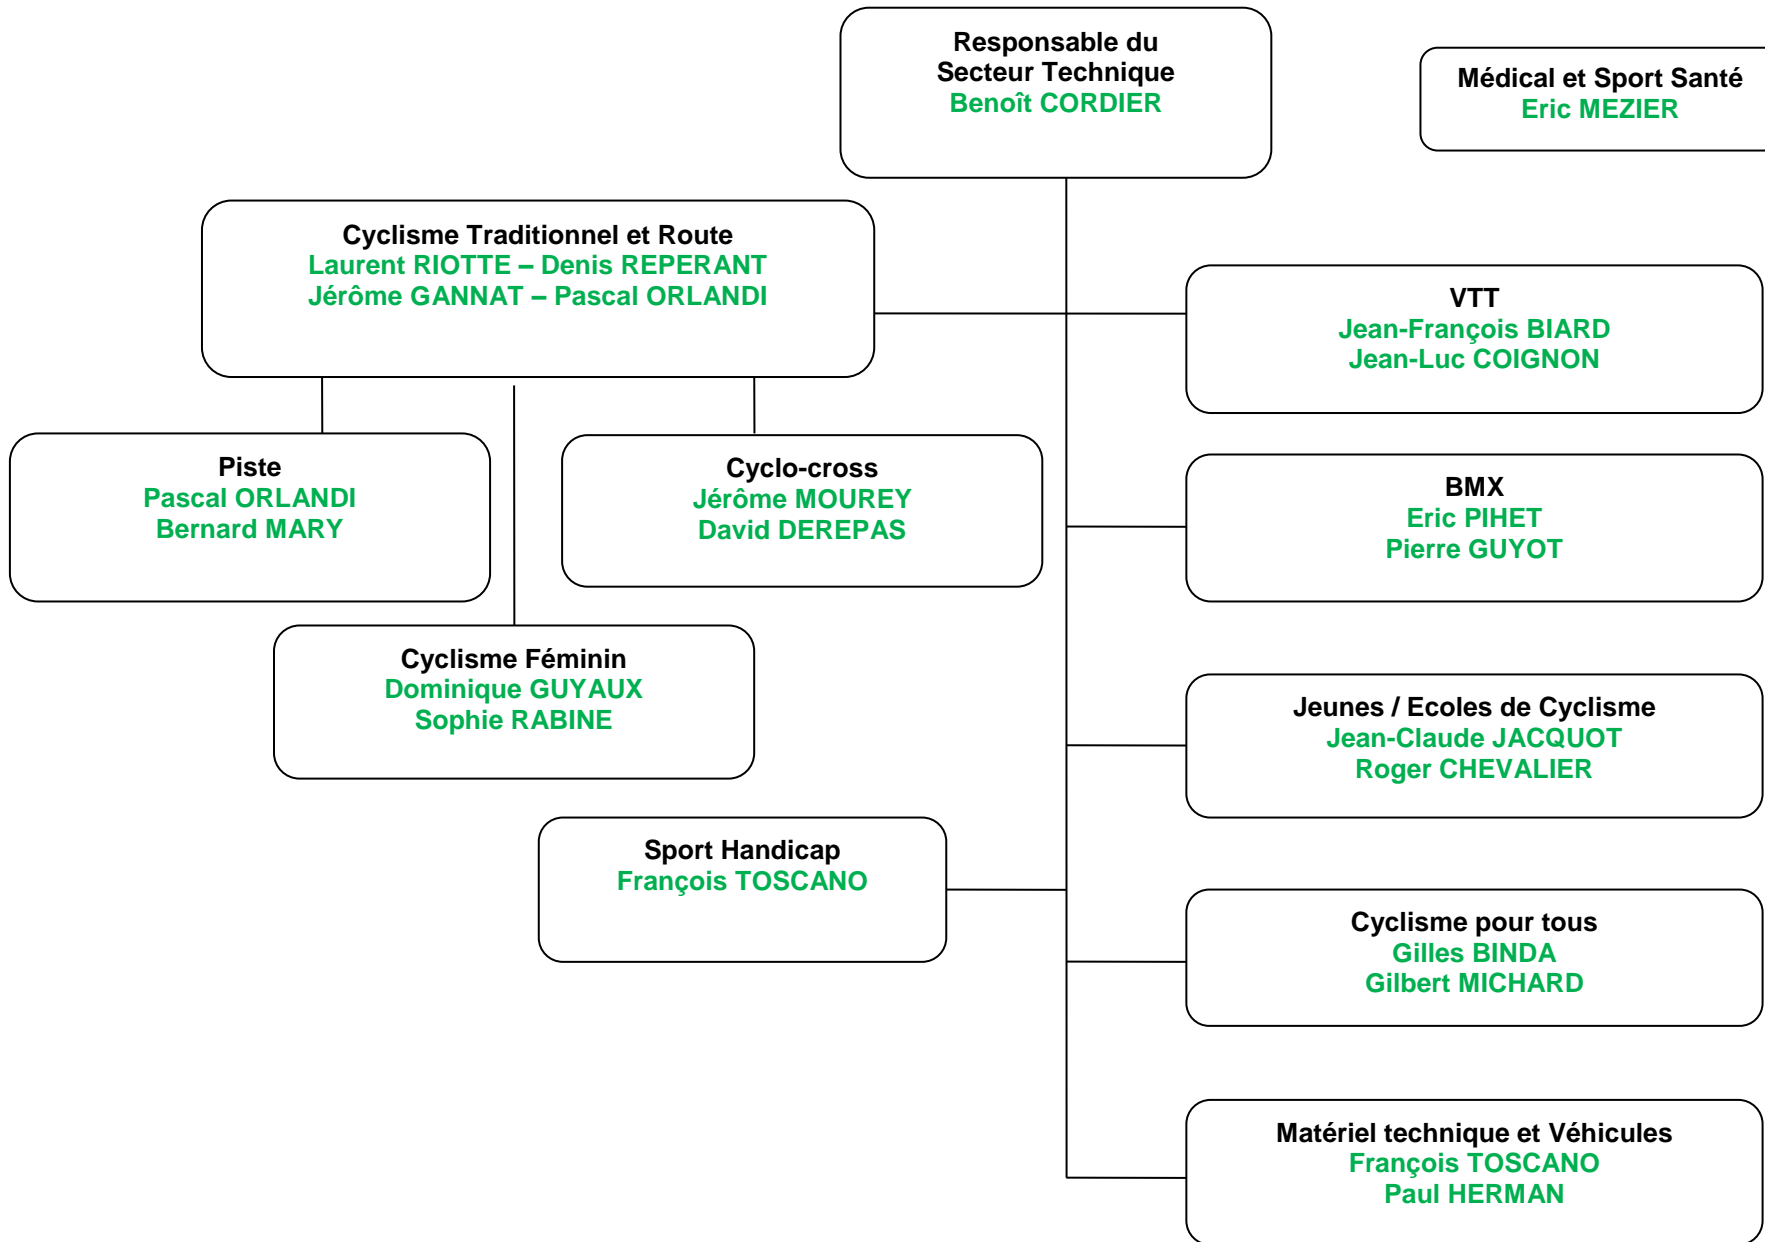 Responsable du
Secteur Technique
Benoît CORDIER
Médical et Sport Santé
Eric MEZIER
Cyclisme Traditionnel et Route
Laurent RIOTTE – Denis REPERANT
Jérôme GANNAT – Pascal ORLANDI
VTT
Jean-François BIARD
Jean-Luc COIGNON
Piste
Pascal ORLANDI
Bernard MARY
Cyclo-cross
Jérôme MOUREY
David DEREPAS
BMX
Eric PIHET
Pierre GUYOT
Cyclisme Féminin
Dominique GUYAUX
Sophie RABINE
Jeunes / Ecoles de Cyclisme
Jean-Claude JACQUOT
Roger CHEVALIER
Sport Handicap
François TOSCANO
Cyclisme pour tous
Gilles BINDA
Gilbert MICHARD
Matériel technique et Véhicules
François TOSCANO
Paul HERMAN